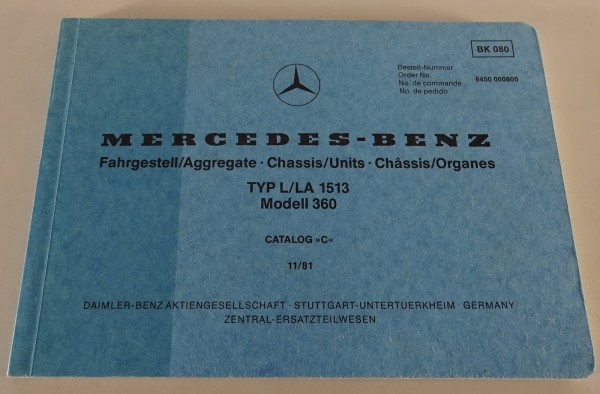 BK 080
Bestell-Nummer
Order No.
No. de commande
No. de pedido
6450 000800
MERCEDES-BENZ
Fahrgestell/Aggregate · Chassis/Units · Châssis/Organes
TYP L/LA 1513
Modell 360
CATALOG »C«
11/81
DAIMLER-BENZ AKTIENGESELLSCHAFT · STUTTGART-UNTERTUERKHEIM · GERMANY
ZENTRAL-ERSATZTEILWESEN